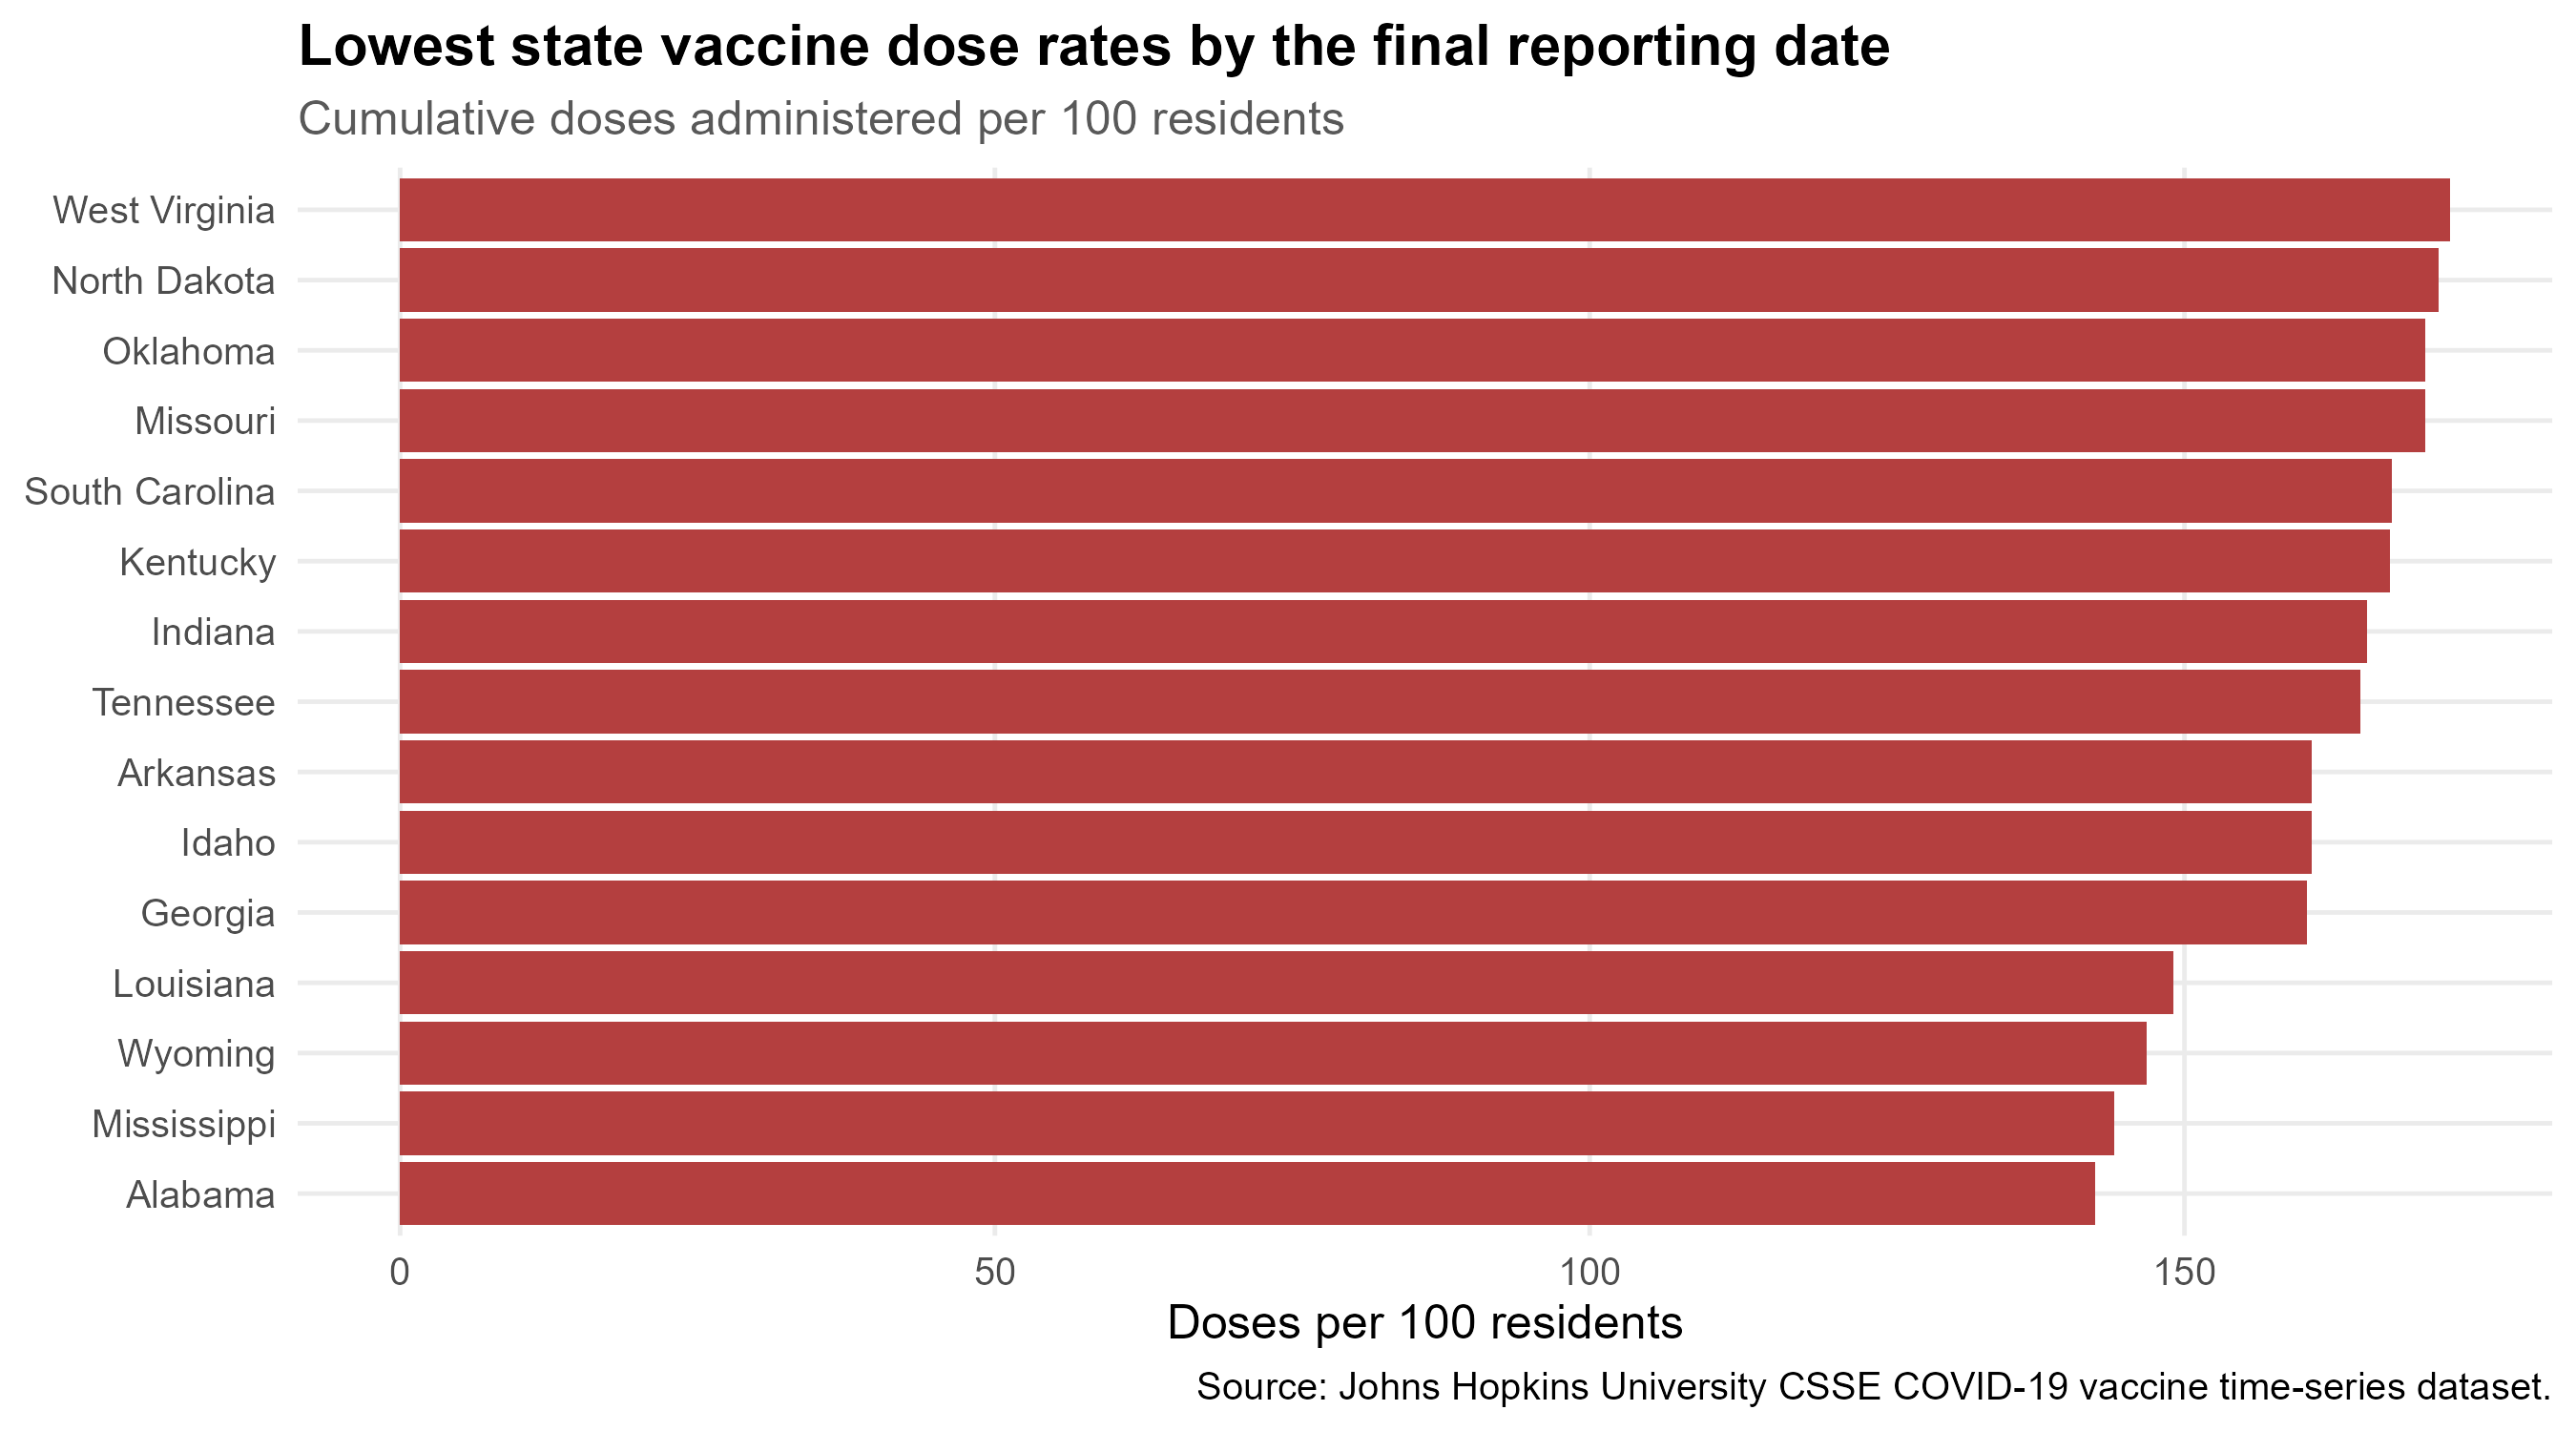 Lowest state vaccine dose rates by the final reporting date
Cumulative doses administered per 100 residents
West Virginia
North Dakota
Oklahoma
Missouri
South Carolina
Kentucky
Indiana
Tennessee
Arkansas
Idaho
Georgia
Louisiana
Wyoming
Mississippi
Alabama
0 50 100 150
Doses per 100 residents
Source: Johns Hopkins University CSSE COVID-19 vaccine time-series dataset.